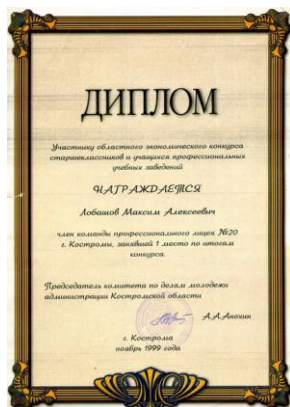 ДИПЛОМ
Участнику областного экономического конкурса
старшеклассников и учащихся профессиональных
учебных заведений
НАГРАЖДАЕТСЯ
Лобашов Максим Алексеевич
член команды профессионального лицея №20
г. Костромы, занявшей 1 место по итогам
конкурса.
Председатель комитета по делам молодежи
администрации Костромской области
А.А.Анохин
г. Кострома
ноябрь 1999 года